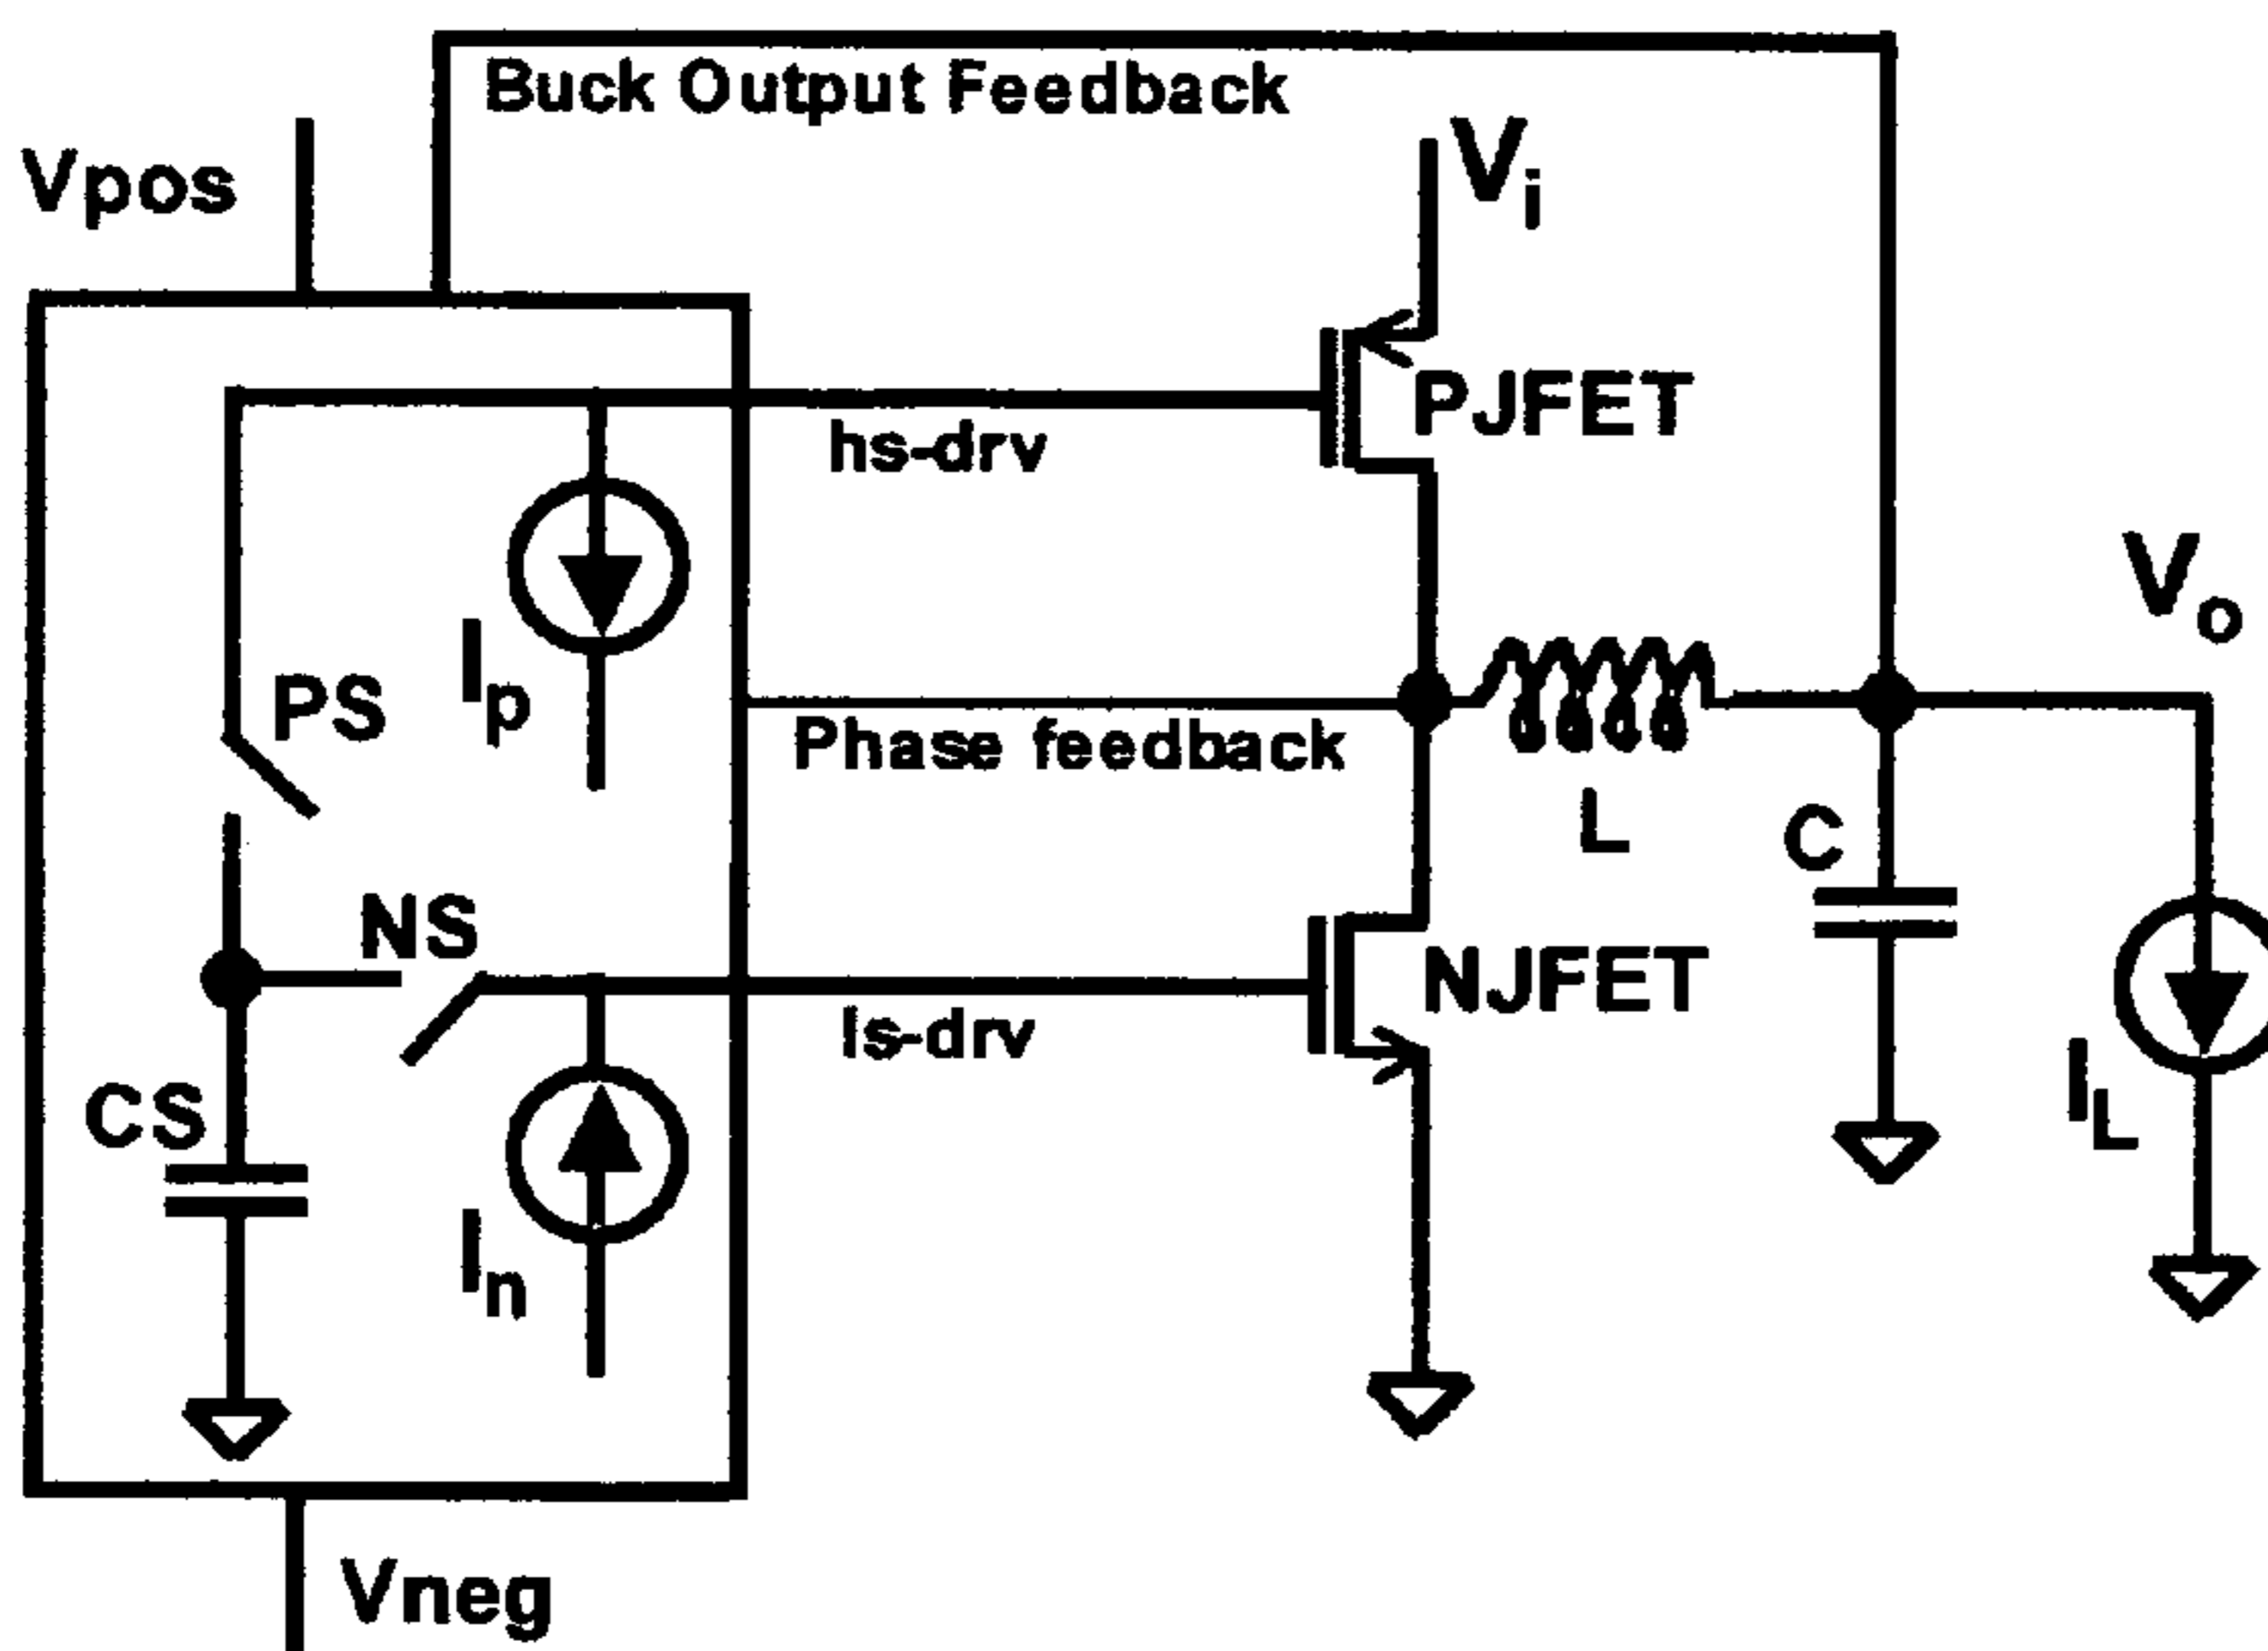 Buck Output Feedback
Vpos
Vi
PJFET
hs-drv
Ip
PS
Phase feedback
Vo
L
C
NS
NJFET
ls-drv
CS
IL
In
Vneg